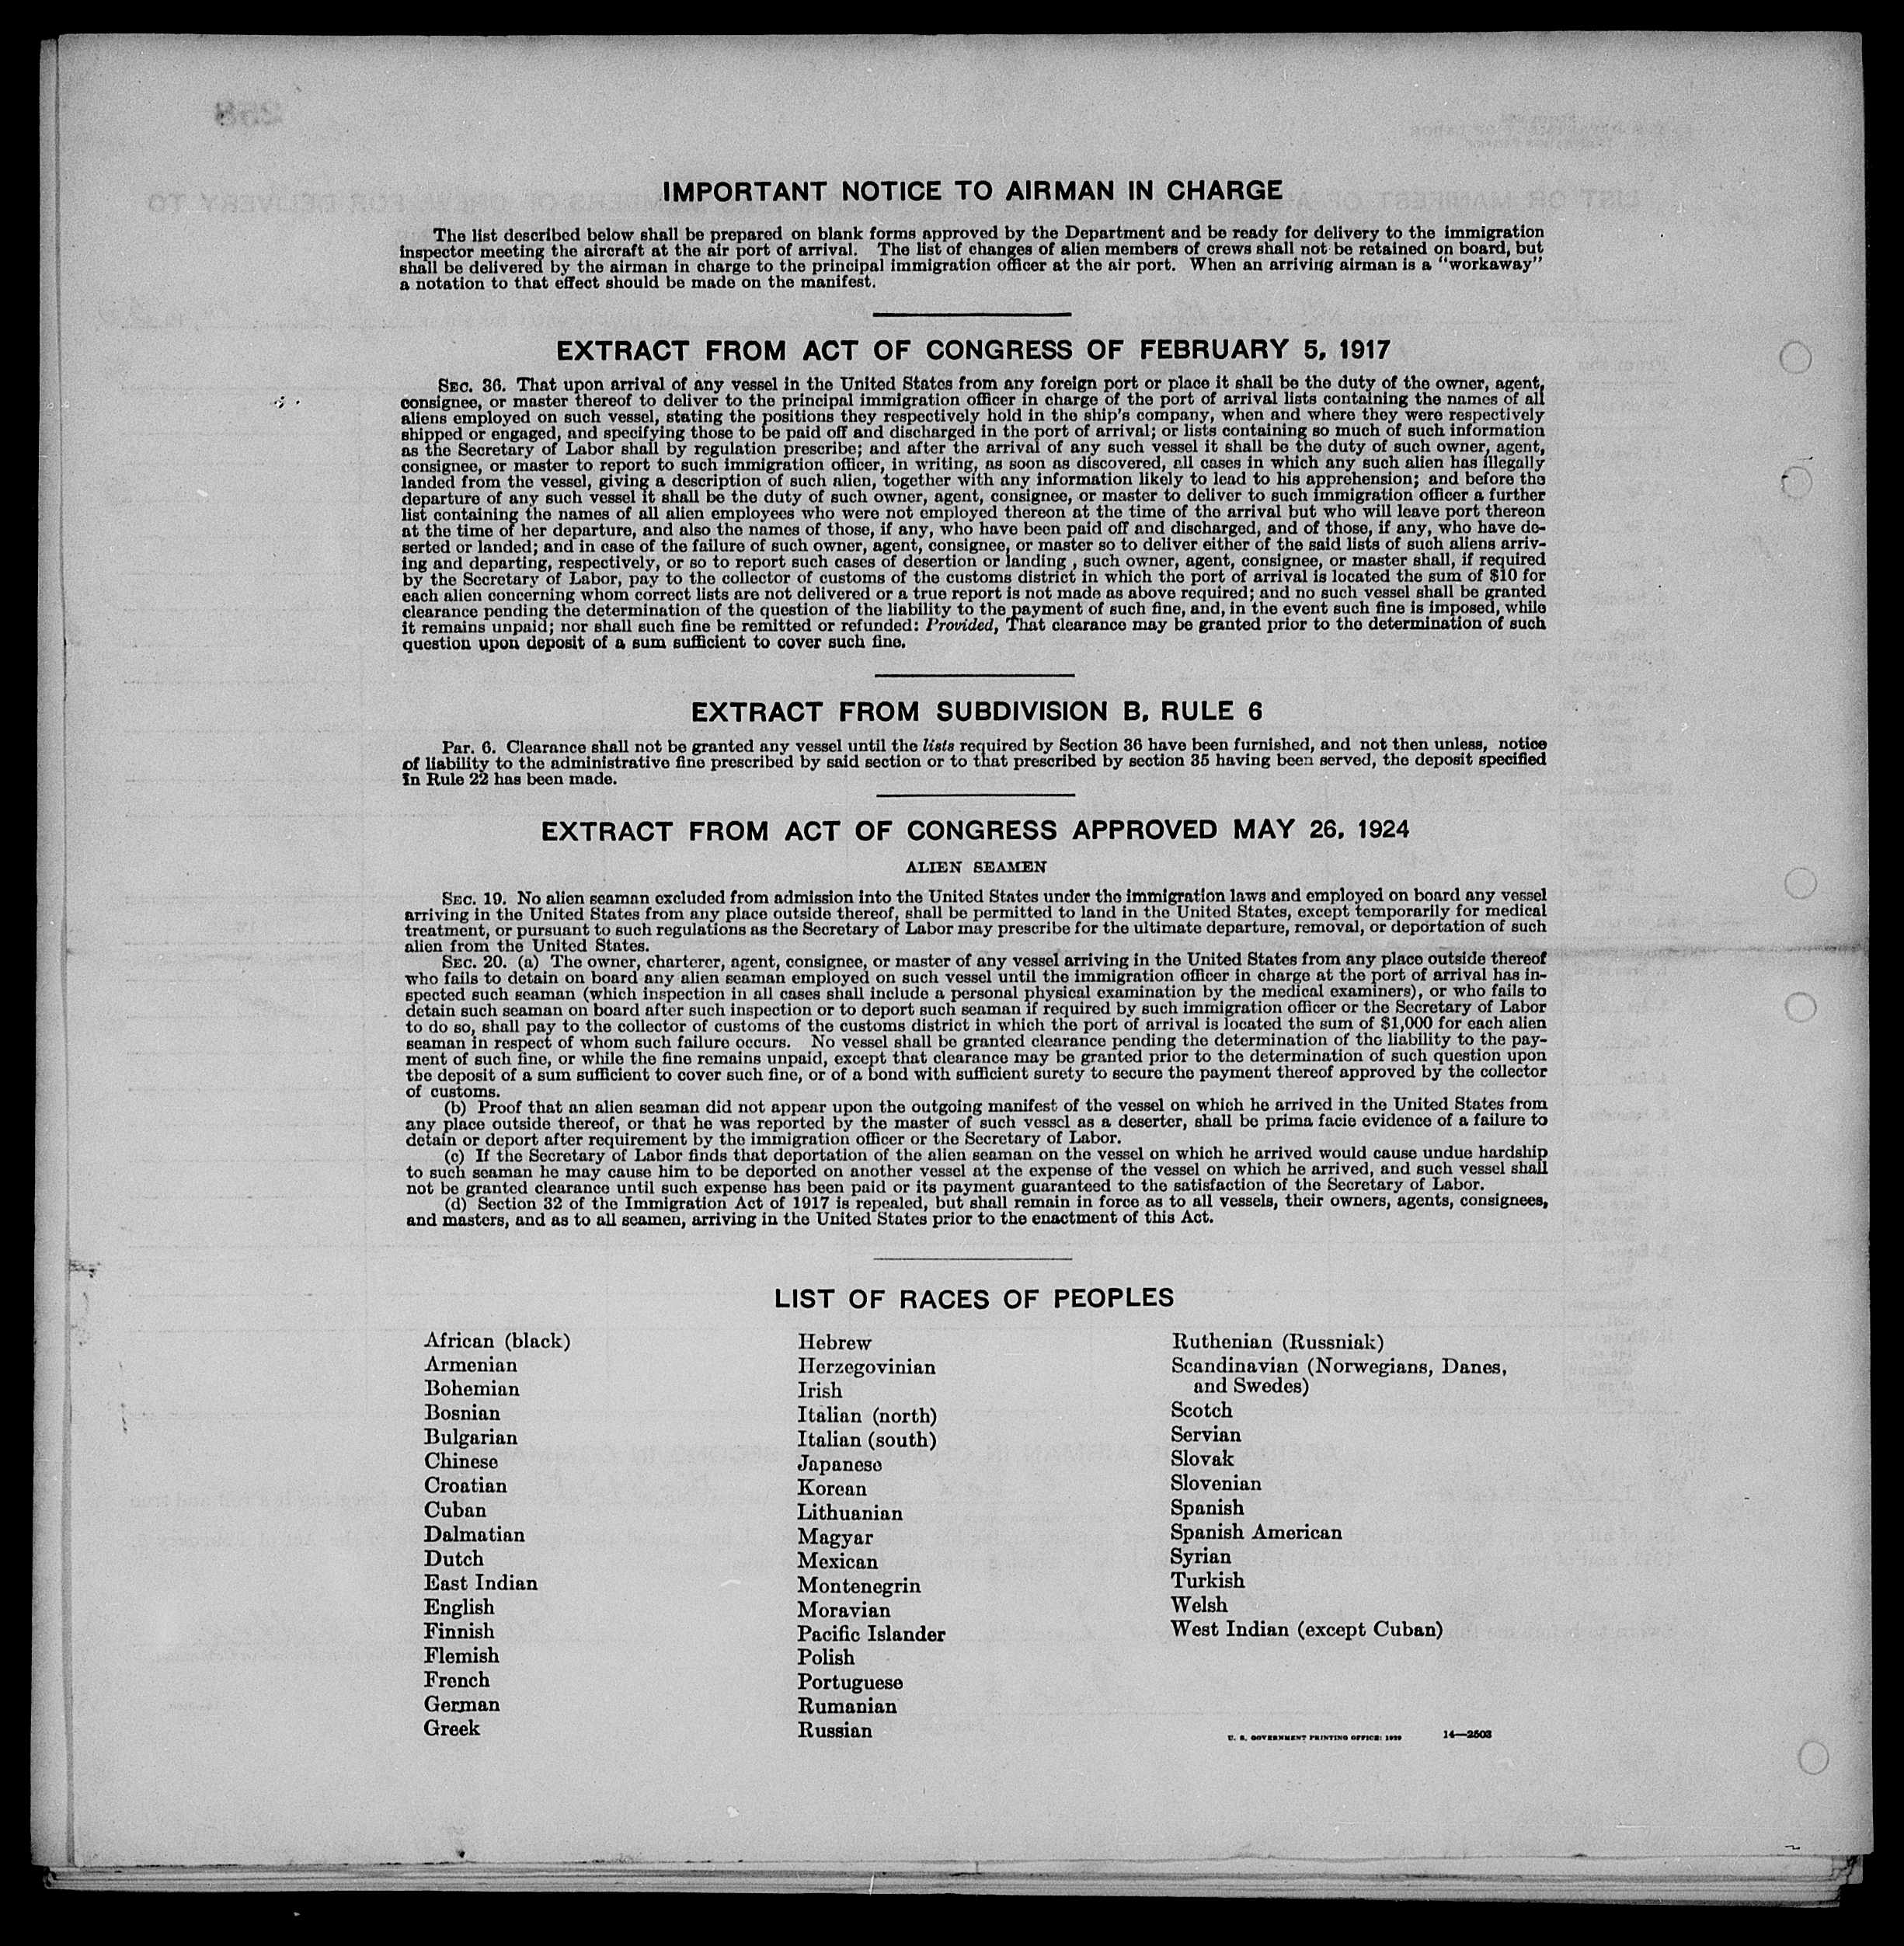 IMPORTANT NOTICE TO AIRMAN IN CHARGE
The list described below shall be prepared on blank forms approved by the Department and be ready for delivery to the immigration
inspector meeting the aircraft at the air port of arrival. The list of changes of alien members of crews shall not be retained on board, but
shall be delivered by the airman in charge to the principal immigration officer at the air port. When an arriving airman is a "workaway"
a notation to that effect should be made on the manifest.
EXTRACT FROM ACT OF CONGRESS OF FEBRUARY 5, 1917
SEC. 36. That upon arrival of any vessel in the United States from any foreign port or place it shall be the duty of the owner, agent,
consignee, or master thereof to deliver to the principal immigration officer in charge of the port of arrival lists containing the names of all
aliens employed on such vessel, stating the positions they respectively hold in the ship's company, when and where they were respectively
shipped or engaged, and specifying those to be paid off and discharged in the port of arrival; or lists containing so much of such information
as the Secretary of Labor shall by regulation prescribe; and after the arrival of any such vessel it shall be the duty of such owner, agent,
consignee, or master to report to such immigration officer, in writing, as soon as discovered, all cases in which any such alien has illegally
landed from the vessel, giving a description of such alien, together with any information likely to lead to his apprehension; and before the
departure of any such vessel it shall be the duty of such owner, agent, consignee, or master to deliver to such immigration officer a further
list containing the names of all alien employees who were not employed thereon at the time of the arrival but who will leave port thereon
at the time of her departure, and also the names of those, if any, who have been paid off and discharged, and of those, if any, who have de-
serted or landed; and in case of the failure of such owner, agent, consignee, or master so to deliver either of the said lists of such aliens arriv-
ing and departing, respectively, or so to report such cases of desertion or landing , such owner, agent, consignee, or master shall, if required
by the Secretary of Labor, pay to the collector of customs of the customs district in which the port of arrival is located the sum of $10 for
each alien concerning whom correct lists are not delivered or a true report is not made as above required; and no such vessel shall be granted
clearance pending the determination of the question of the liability to the payment of such fine, and, in the event such fine is imposed, while
it remains unpaid; nor shall such fine be remitted or refunded: Provided, That clearance may be granted prior to the determination of such
question upon deposit of a sum sufficient to cover such fine.
EXTRACT FROM SUBDIVISION B, RULE 6
Par. 6. Clearance shall not be granted any vessel until the lists required by Section 36 have been furnished, and not then unless, notice
of liability to the administrative fine prescribed by said section or to that prescribed by section 35 having been served, the deposit specified
in Rule 22 has been made.
EXTRACT FROM ACT OF CONGRESS APPROVED MAY 26, 1924
ALIEN SEAMEN
SEC. 19. No alien seaman excluded from admission into the United States under the immigration laws and employed on board any vessel
arriving in the United States from any place outside thereof, shall be permitted to land in the United States, except temporarily for medical
treatment, or pursuant to such regulations as the Secretary of Labor may prescribe for the ultimate departure, removal, or deportation of such
alien from the United States.
SEC. 20. (a) The owner, charterer, agent, consignee, or master of any vessel arriving in the United States from any place outside thereof
who fails to detain on board any alien seaman employed on such vessel until the immigration officer in charge at the port of arrival has in-
spected such seaman (which inspection in all cases shall include a personal physical examination by the medical examiners), or who fails to
detain such seaman on board after such inspection or to deport such seaman if required by such immigration officer or the Secretary of Labor
to do so, shall pay to the collector of customs of the customs district in which the port of arrival is located the sum of $1,000 for each alien
seaman in respect of whom such failure occurs. No vessel shall be granted clearance pending the determination of the liability to the pay-
ment of such fine, or while the fine remains unpaid, except that clearance may be granted prior to the determination of such question upon
the deposit of a sum sufficient to cover such fine, or of a bond with sufficient surety to secure the payment thereof approved by the collector
of customs.
(b) Proof that an alien seaman did not appear upon the outgoing manifest of the vessel on which he arrived in the United States from
any place outside thereof, or that he was reported by the master of such vessel as a deserter, shall be prima facie evidence of a failure to
detain or deport after requirement by the immigration officer or the Secretary of Labor.
(c) If the Secretary of Labor finds that deportation of the alien seaman on the vessel on which he arrived would cause undue hardship
to such seaman he may cause him to be deported on another vessel at the expense of the vessel on which he arrived, and such vessel shall
not be granted clearance until such expense has been paid or its payment guaranteed to the satisfaction of the Secretary of Labor.
(d) Section 32 of the Immigration Act of 1917 is repealed, but shall remain in force as to all vessels, their owners, agents, consignees,
and masters, and as to all seamen, arriving in the United States prior to the enactment of this Act.
LIST OF RACES OF PEOPLES
African (black)
Armenian
Bohemian
Bosnian
Bulgarian
Chinese
Croatian
Cuban
Dalmatian
Dutch
East Indian
English
Finnish
Flemish
French
German
Greek
Hebrew
Herzegovinian
Irish
Italian (north)
Italian (south)
Japanese
Korean
Lithuanian
Magyar
Mexican
Montenegrin
Moravian
Pacific Islander
Polish
Portuguese
Rumanian
Russian
Ruthenian (Russniak)
Scandinavian (Norwegians, Danes,
and Swedes)
Scotch
Servian
Slovak
Slovenian
Spanish
Spanish American
Syrian
Turkish
Welsh
West Indian (except Cuban)
U. S. GOVERNMENT PRINTING OFFICE: 1929 14—2503